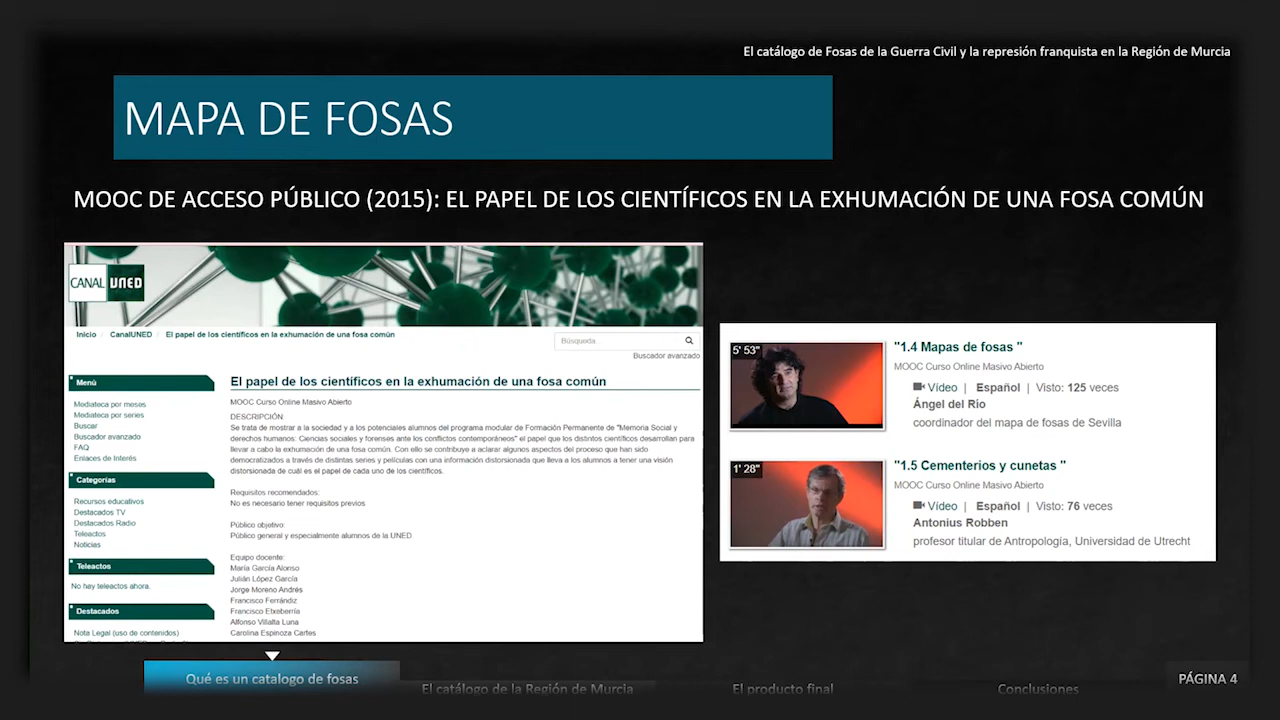 El catálogo de Fosas de la Guerra Civil y la represión franquista en la Región de Murcia
MAPA DE FOSAS
MOOC DE ACCESO PÚBLICO (2015): EL PAPEL DE LOS CIENTÍFICOS EN LA EXHUMACIÓN DE UNA FOSA COMÚN
CANAL UNED
Inicio / CanalUNED / El papel de los científicos en la exhumación de una fosa común
Búsqueda
Buscador avanzado
Menú
Mediateca por meses
Mediateca por series
Buscar
Buscador avanzado
FAQ
Enlaces de Interés
Categorías
Recursos educativos
Destacados TV
Destacados Radio
Teleactos
Noticias
Teleactos
No hay teleactos ahora.
Destacados
Nota Legal (uso de contenidos)
El papel de los científicos en la exhumación de una fosa común
MOOC Curso Online Masivo Abierto
DESCRIPCIÓN:
Se trata de mostrar a la sociedad y a los potenciales alumnos del programa modular de Formación Permanente de "Memoria Social y
derechos humanos: Ciencias sociales y forenses ante los conflictos contemporáneos" el papel que los distintos científicos desarrollan para
llevar a cabo la exhumación de una fosa común. Con ello se contribuye a aclarar algunos aspectos del proceso que han sido
democratizados a través de distintas series y películas con una información distorsionada que lleva a los alumnos a tener una visión
distorsionada de cuál es el papel de cada uno de los científicos.
Requisitos recomendados:
No es necesario tener requisitos previos
Público objetivo:
Público general y especialmente alumnos de la UNED.
Equipo docente:
María García Alonso
Julián López García
Jorge Moreno Andrés
Francisco Ferrándiz
Francisco Etxeberría
Alfonso Villalta Luna
Carolina Espinoza Cartes
5' 53"
"1.4 Mapas de fosas "
MOOC Curso Online Masivo Abierto
Vídeo | Español | Visto: 125 veces
Ángel del Río
coordinador del mapa de fosas de Sevilla
1' 28"
"1.5 Cementerios y cunetas "
MOOC Curso Online Masivo Abierto
Vídeo | Español | Visto: 76 veces
Antonius Robben
profesor titular de Antropología, Universidad de Utrecht
Qué es un catalogo de fosas
El catálogo de la Región de Murcia
El producto final
Conclusiones
PÁGINA 4